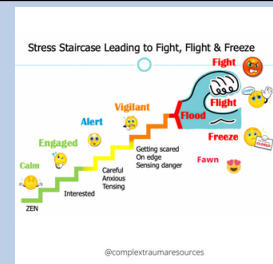 Stress Staircase Leading to Fight, Flight & Freeze
Fight
Vigilant
Flight
Alert
Flood
Engaged
Freeze
Getting scared
On edge
Sensing danger
Fawn
Calm
Careful
Anxious
Tensing
Interested
ZEN
@complextraumaresources